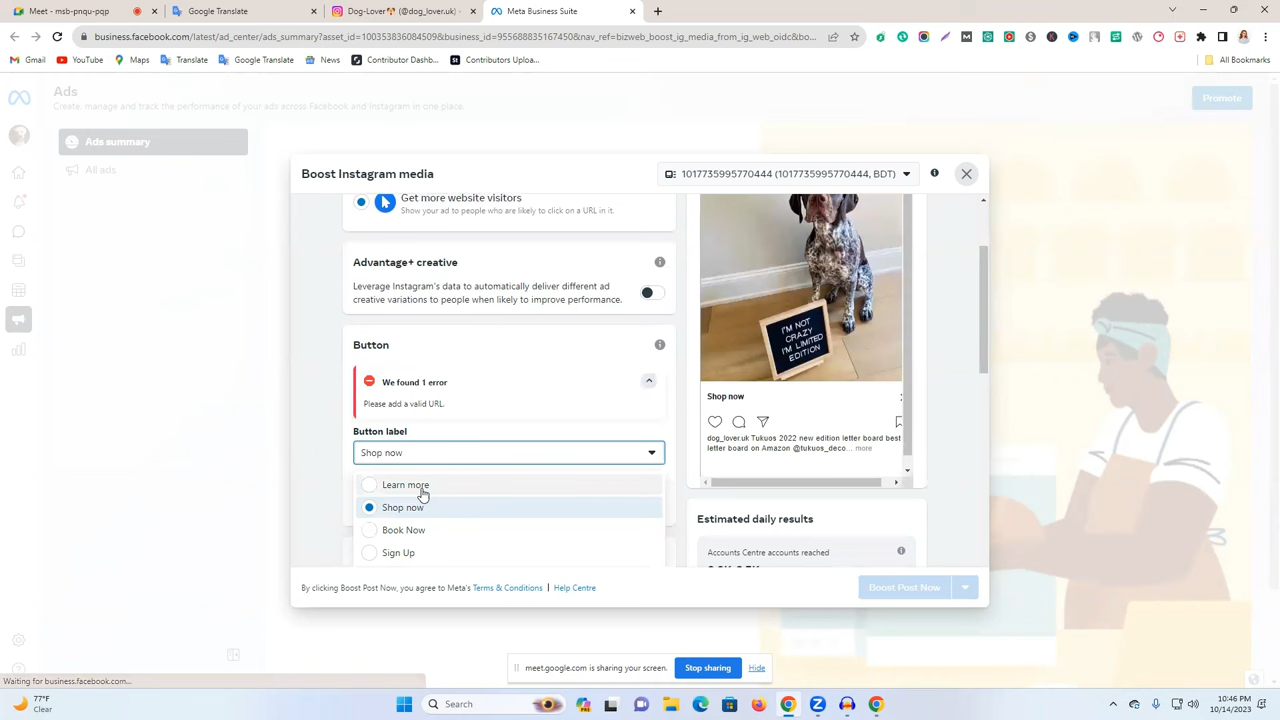 Meet - msb-pnqu-pqz
Google Translate
Dog-Lover
(@dog_lover.uk) ·
Meta Business Suite
business.facebook.com/latest/ad_center/ads_summary?asset_id=100353836084509&business_id=955688835167450&nav_ref=bizweb_boost_ig_media_from_ig_web_oidc&bo...
Gmail
YouTube
Maps
Translate
Google Translate
News
Contributor Dashb...
Contributors Uploa...
All Bookmarks
Ads
Create, manage and track the performance of your ads across Facebook and instagram in one place.
Promote
Ads summary
All ads
Boost Instagram media
1017735995770444 (1017735995770444, BDT)
Get more website visitors
Show your ad to people who are likely to click on a URL in it.
Advantage+ creative
Leverage Instagram's data to automatically deliver different ad
creative variations to people when likely to improve performance.
Button
We found 1 error
Please add a valid URL.
Button label
Shop now
Learn more
Shop now
Book Now
Sign Up
I'M NOT
CRAZY
I'M LIMITED
EDITION
Shop now
dog_lover.uk Tukuos 2022 new edition letter board best
letter board on Amazon @tukuos_deco... more
Estimated daily results
Accounts Centre accounts reached
By clicking Boost Post Now, you agree to Meta's Terms & Conditions | Help Centre
Boost Post Now
meet.google.com is sharing your screen.
Stop sharing
Hide
Waiting for business.facebook.com...
77°F
Clear
Search
10:46 PM
10/14/2023